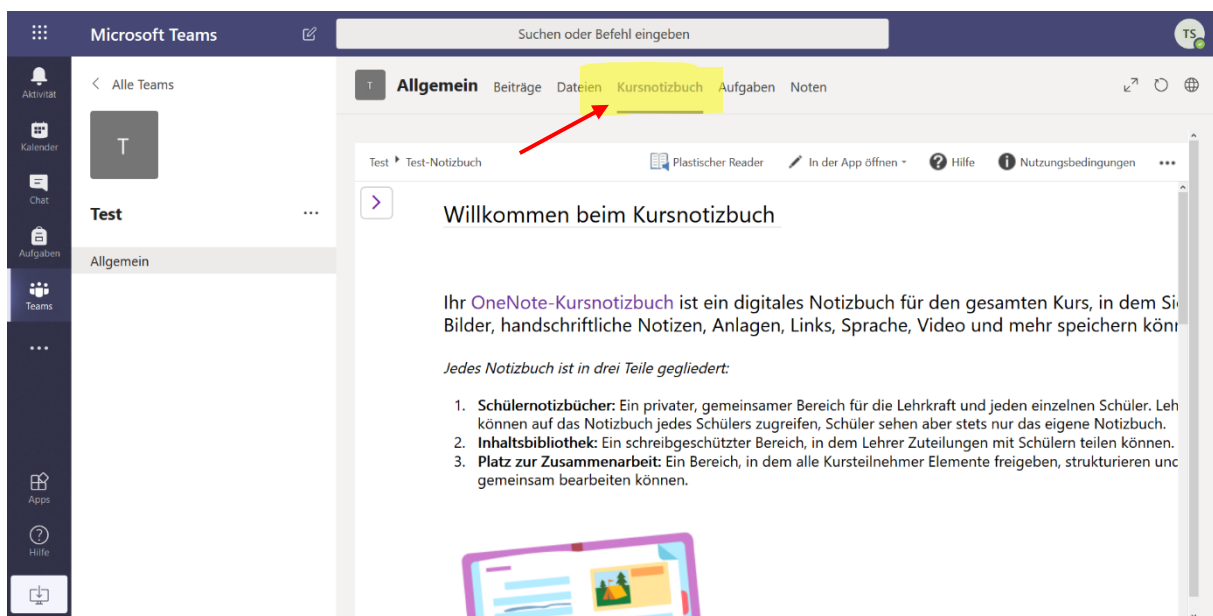 Microsoft Teams
Suchen oder Befehl eingeben
TS
Aktivität
Kalender
Chat
Aufgaben
Teams
Apps
Hilfe
Alle Teams
T
Test
Allgemein
T Allgemein Beiträge Dateien Kursnotizbuch Aufgaben Noten
Test Test-Notizbuch Plastischer Reader In der App öffnen Hilfe Nutzungsbedingungen
Willkommen beim Kursnotizbuch
Ihr OneNote-Kursnotizbuch ist ein digitales Notizbuch für den gesamten Kurs, in dem Sie
Bilder, handschriftliche Notizen, Anlagen, Links, Sprache, Video und mehr speichern könn
Jedes Notizbuch ist in drei Teile gegliedert:
1. Schülernotizbücher: Ein privater, gemeinsamer Bereich für die Lehrkraft und jeden einzelnen Schüler. Leh
können auf das Notizbuch jedes Schülers zugreifen, Schüler sehen aber stets nur das eigene Notizbuch.
2. Inhaltsbibliothek: Ein schreibgeschützter Bereich, in dem Lehrer Zuteilungen mit Schülern teilen können.
3. Platz zur Zusammenarbeit: Ein Bereich, in dem alle Kursteilnehmer Elemente freigeben, strukturieren und
gemeinsam bearbeiten können.